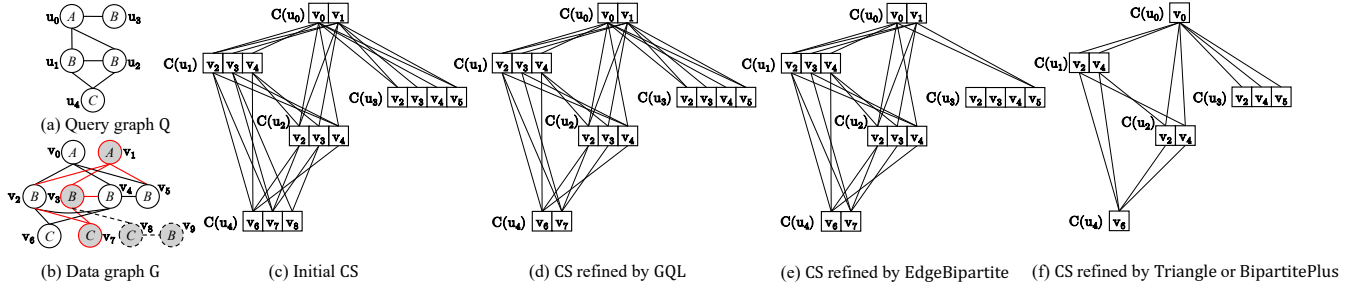 u0 A B u3
u1 B B u2
u4 C
(a) Query graph Q
v0 A A v1
v2 B v3 B B v4 B v5
v6 C C v7 C v8 B v9
(b) Data graph G
C(u0) v0 v1
C(u1) v2 v3 v4
C(u3) v2 v3 v4 v5
C(u2) v2 v3 v4
C(u4) v6 v7 v8
(c) Initial CS
C(u0) v0 v1
C(u1) v2 v3 v4
C(u3) v2 v3 v4 v5
C(u2) v2 v3 v4
C(u4) v6 v7
(d) CS refined by GQL
C(u0) v0 v1
C(u1) v2 v3 v4
C(u3) v2 v3 v4 v5
C(u2) v2 v3 v4
C(u4) v6 v7
(e) CS refined by EdgeBipartite
C(u0) v0
C(u1) v2 v4
C(u3) v2 v4 v5
C(u2) v2 v4
C(u4) v6
(f) CS refined by Triangle or BipartitePlus